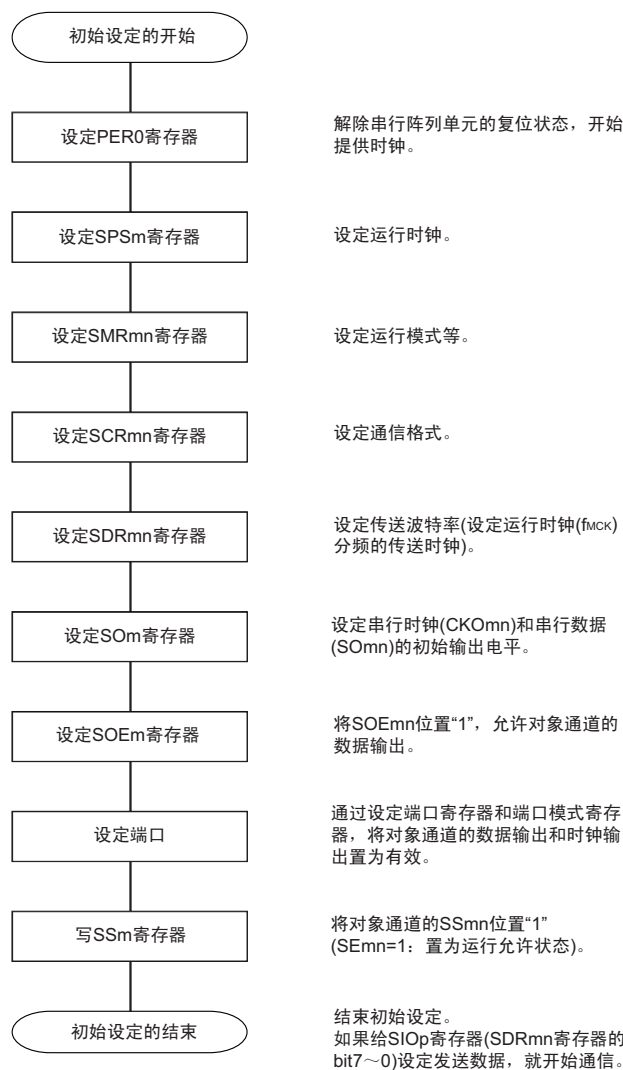 初始设定的开始
设定PER0寄存器
解除串行阵列单元的复位状态，开始
提供时钟。
设定SPSm寄存器
设定运行时钟。
设定SMRmn寄存器
设定运行模式等。
设定SCRmn寄存器
设定通信格式。
设定SDRmn寄存器
设定传送波特率(设定运行时钟(fMCK)
分频的传送时钟)。
设定SOm寄存器
设定串行时钟(CKOmn)和串行数据
(SOmn)的初始输出电平。
设定SOEm寄存器
将SOEmn位置“1”，允许对象通道的
数据输出。
设定端口
通过设定端口寄存器和端口模式寄存
器，将对象通道的数据输出和时钟输
出置为有效。
写SSm寄存器
将对象通道的SSmn位置“1”
(SEmn=1：置为运行允许状态)。
初始设定的结束
结束初始设定。
如果给SIOp寄存器(SDRmn寄存器的
bit7～0)设定发送数据，就开始通信。